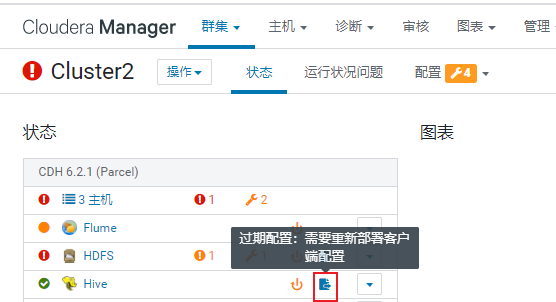 Cloudera Manager 群集 主机 诊断 审核 图表 管理
Cluster2 操作 状态 运行状况问题 配置 4
状态 图表
CDH 6.2.1 (Parcel)
3 主机 1 2
Flume
过期配置：需要重新部署客户
端配置
HDFS 1
Hive